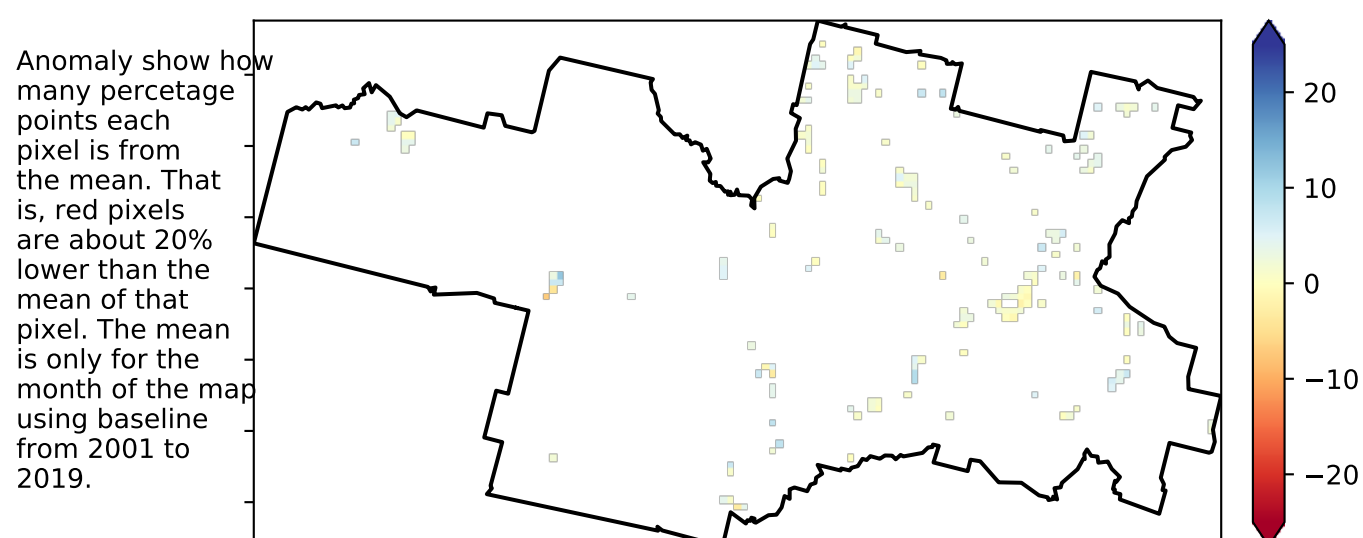 Anomaly show how
many percetage
points each
pixel is from
the mean. That
is, red pixels
are about 20%
lower than the
mean of that
pixel. The mean
is only for the
month of the map
using baseline
from 2001 to
2019.
20
10
0
−10
−20